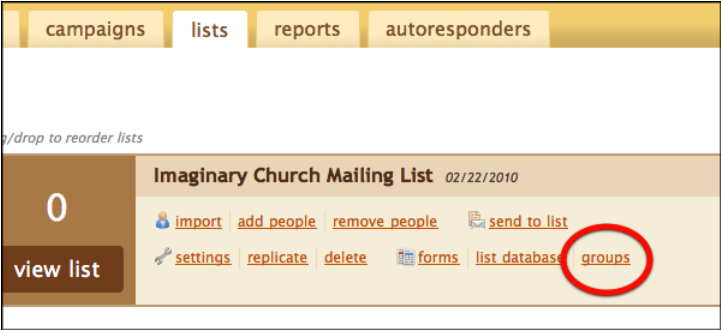 campaigns lists reports autoresponders
g/drop to reorder lists
Imaginary Church Mailing List 02/22/2010
0
import add people remove people send to list
view list
settings replicate delete forms list database groups